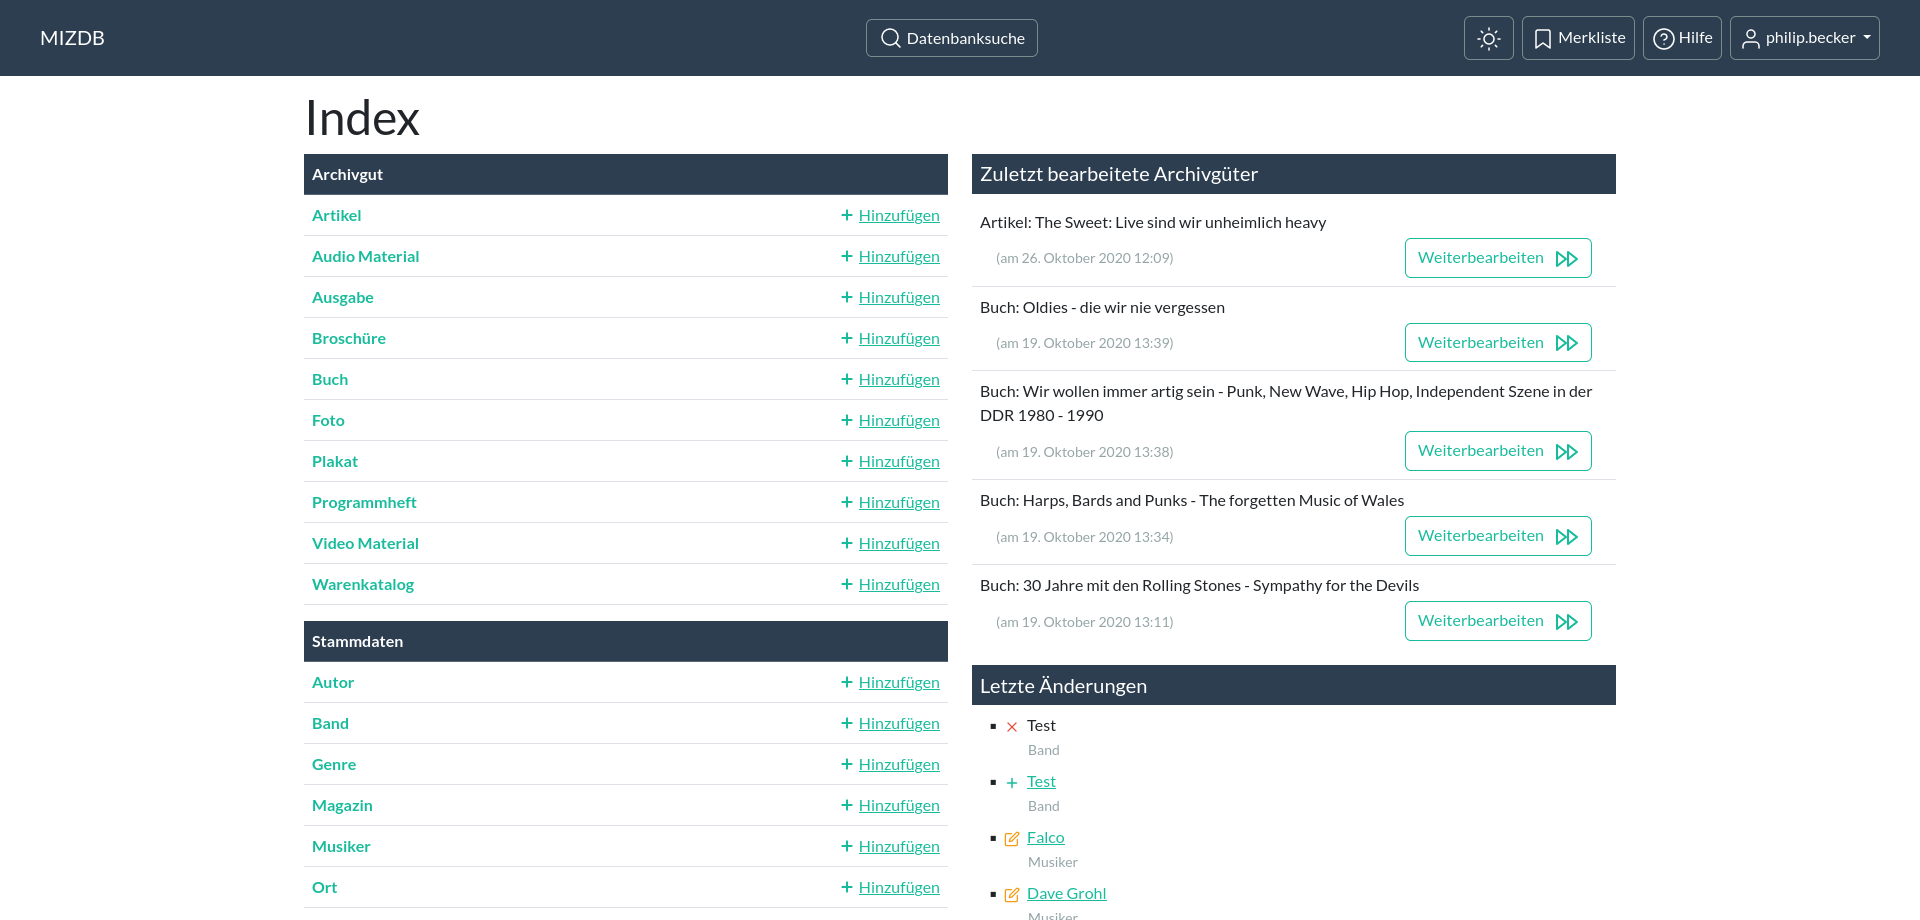 MIZDB
Datenbanksuche
Merkliste
Hilfe
philip.becker
Index
Archivgut
Artikel
Hinzufügen
Audio Material
Hinzufügen
Ausgabe
Hinzufügen
Broschüre
Hinzufügen
Buch
Hinzufügen
Foto
Hinzufügen
Plakat
Hinzufügen
Programmheft
Hinzufügen
Video Material
Hinzufügen
Warenkatalog
Hinzufügen
Stammdaten
Autor
Hinzufügen
Band
Hinzufügen
Genre
Hinzufügen
Magazin
Hinzufügen
Musiker
Hinzufügen
Ort
Hinzufügen
Zuletzt bearbeitete Archivgüter
Artikel: The Sweet: Live sind wir unheimlich heavy
(am 26. Oktober 2020 12:09)
Weiterbearbeiten
Buch: Oldies - die wir nie vergessen
(am 19. Oktober 2020 13:39)
Weiterbearbeiten
Buch: Wir wollen immer artig sein - Punk, New Wave, Hip Hop, Independent Szene in der
DDR 1980 - 1990
(am 19. Oktober 2020 13:38)
Weiterbearbeiten
Buch: Harps, Bards and Punks - The forgetten Music of Wales
(am 19. Oktober 2020 13:34)
Weiterbearbeiten
Buch: 30 Jahre mit den Rolling Stones - Sympathy for the Devils
(am 19. Oktober 2020 13:11)
Weiterbearbeiten
Letzte Änderungen
Test
Band
Test
Band
Falco
Musiker
Dave Grohl
Musiker